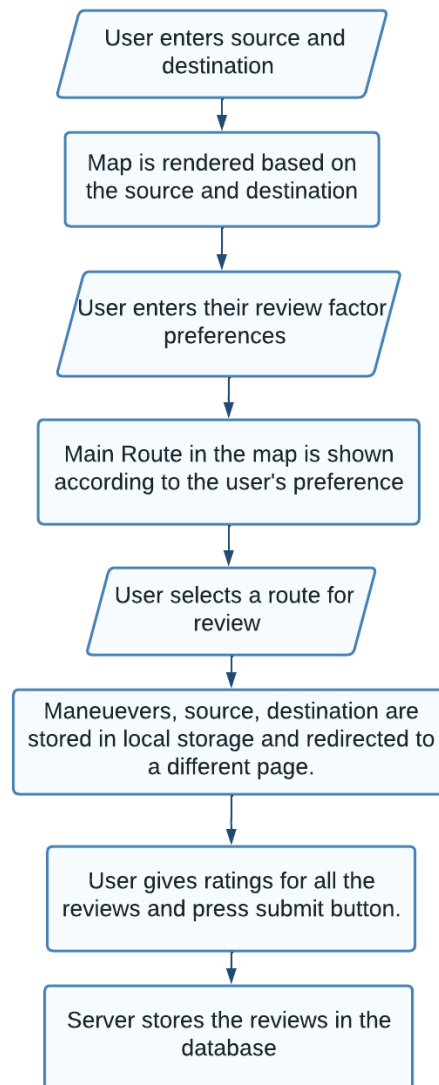 User enters source and
destination
Map is rendered based on
the source and destination
User enters their review factor
preferences
Main Route in the map is shown
according to the user's preference
User selects a route for
review
Maneuevers, source, destination are
stored in local storage and redirected to
a different page.
User gives ratings for all the
reviews and press submit button.
Server stores the reviews in the
database